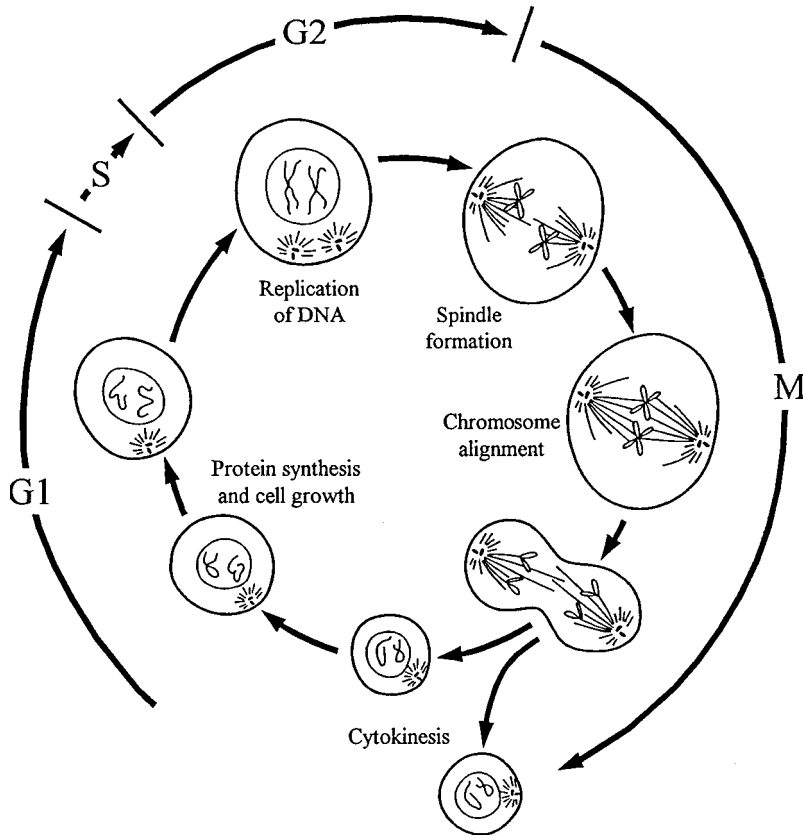 G2
S
Replication
of DNA
Spindle
formation
M
Chromosome
alignment
Protein synthesis
and cell growth
G1
Cytokinesis